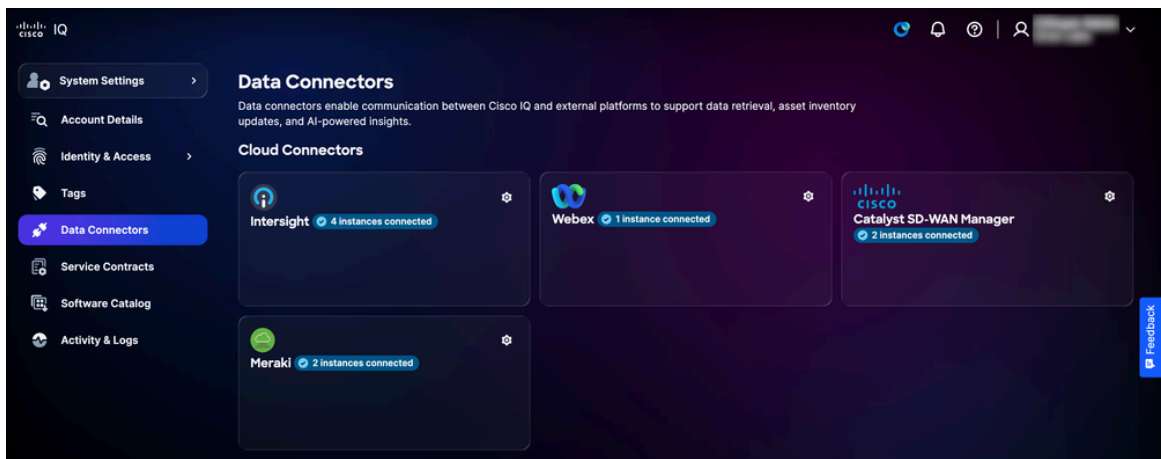 CISCO IQ
System Settings
Account Details
Identity & Access
Tags
Data Connectors
Service Contracts
Software Catalog
Activity & Logs
Data Connectors
Data connectors enable communication between Cisco IQ and external platforms to support data retrieval, asset inventory
updates, and AI-powered insights.
Cloud Connectors
Intersight 4 instances connected
Webex 1 instance connected
CISCO
Catalyst SD-WAN Manager
2 instances connected
Meraki 2 instances connected
Feedback